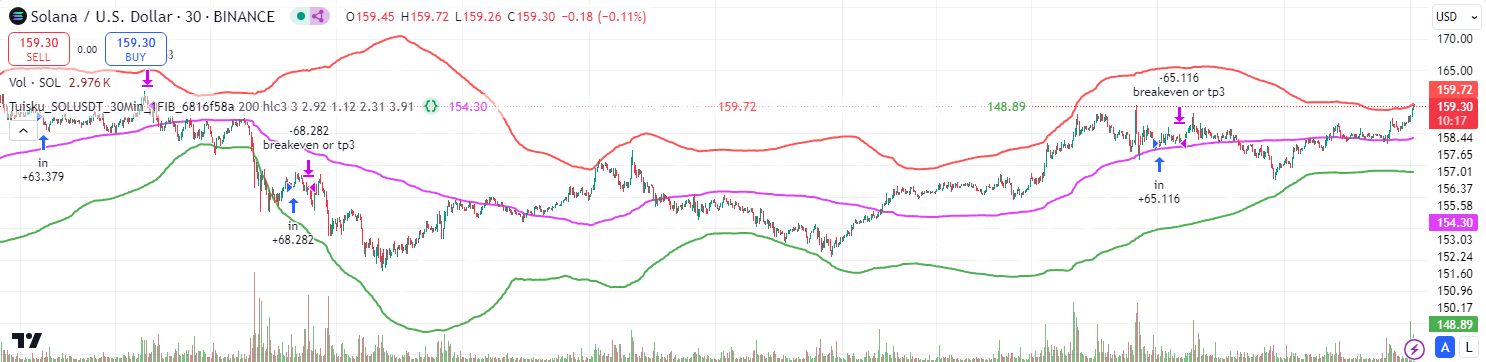 Solana / U.S. Dollar · 30 · BINANCE O159.45 H159.72 L159.26 C159.30 −0.18 (−0.11%)
USD
159.30
SELL
0.00
159.30
BUY
3
Vol · SOL 2.976 K
Tuisku_SOLUSDT_30Min_1FIB_6816f58a 200 hlc3 3 2.92 1.12 2.31 3.91 154.30 159.72 148.89
in
+63.379
-68.282
breakeven or tp3
in
+68.282
-65.116
breakeven or tp3
in
+65.116
170.00
165.00
159.72
159.30
10:17
158.44
157.65
157.01
156.37
155.58
154.30
153.03
152.24
151.60
150.96
150.17
148.89
A
L